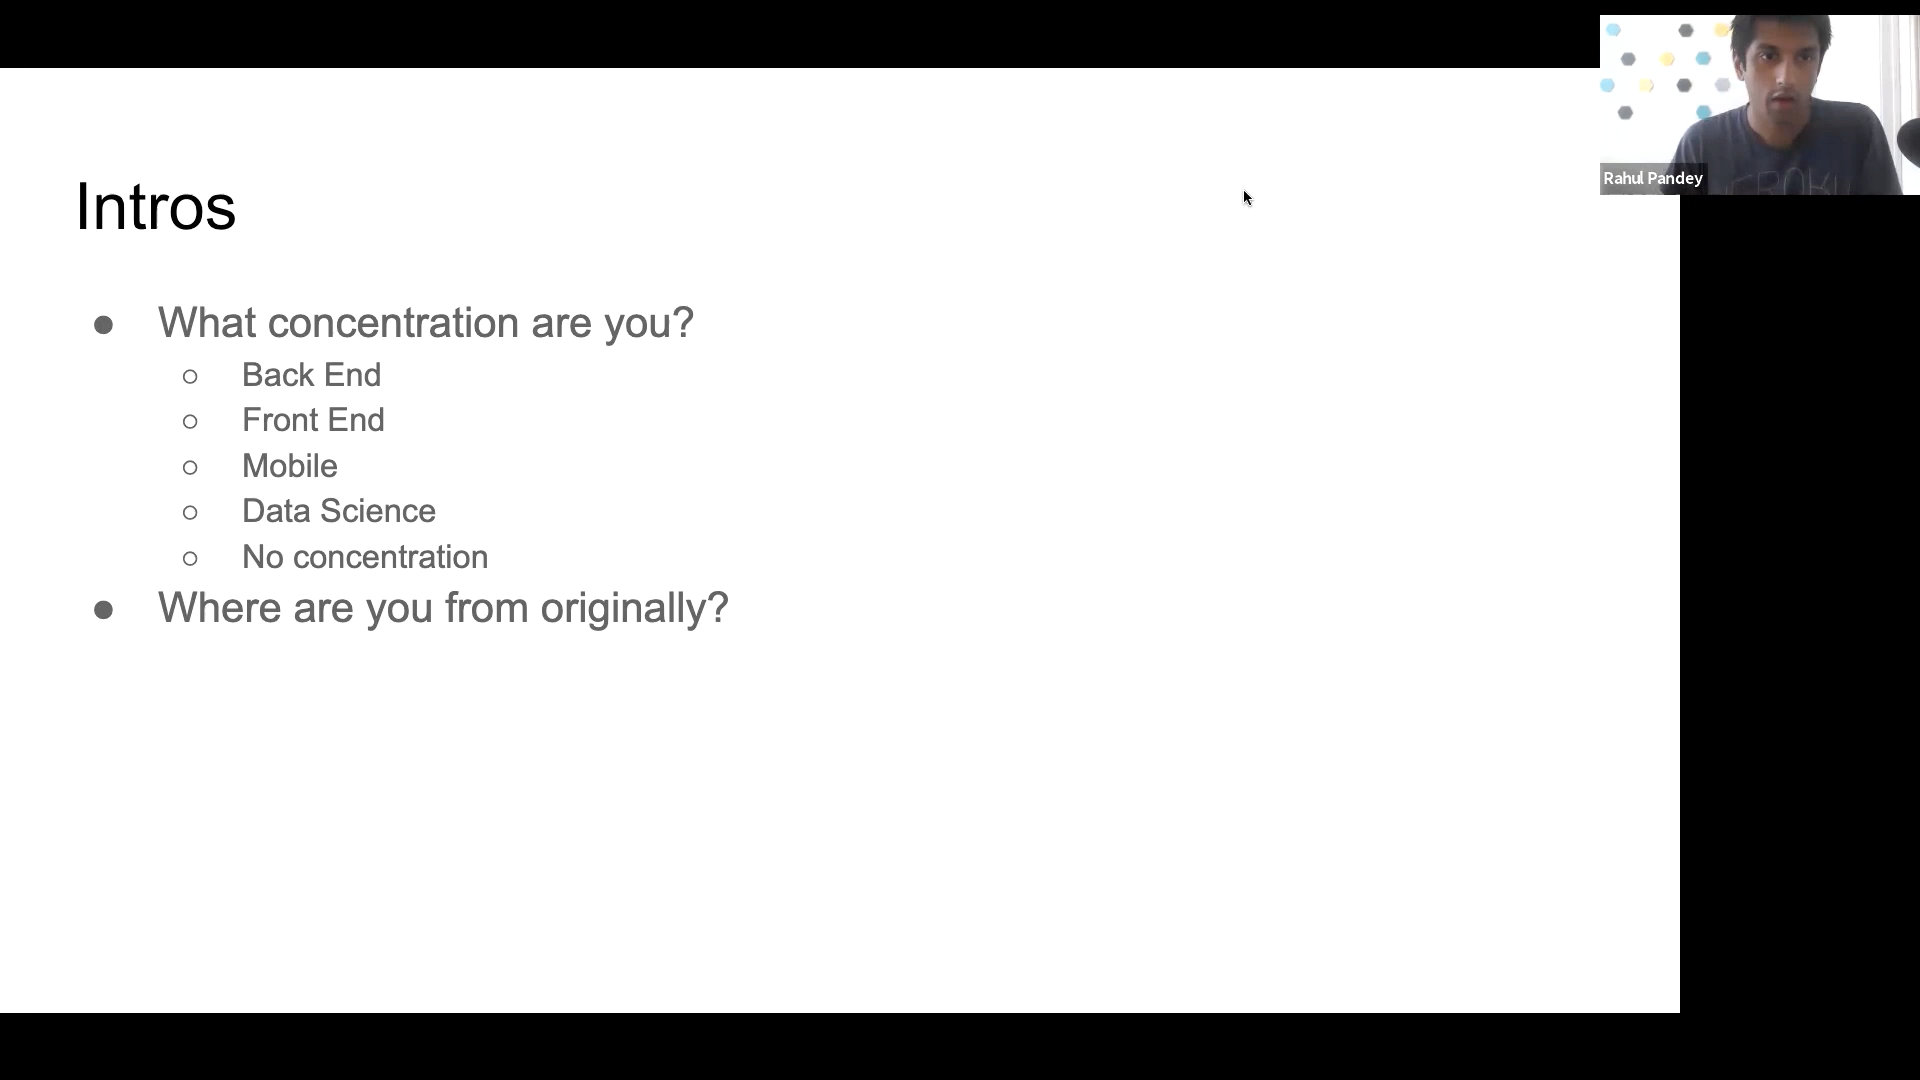 Intros
● What concentration are you?
○ Back End
○ Front End
○ Mobile
○ Data Science
○ No concentration
● Where are you from originally?
Rahul Pandey